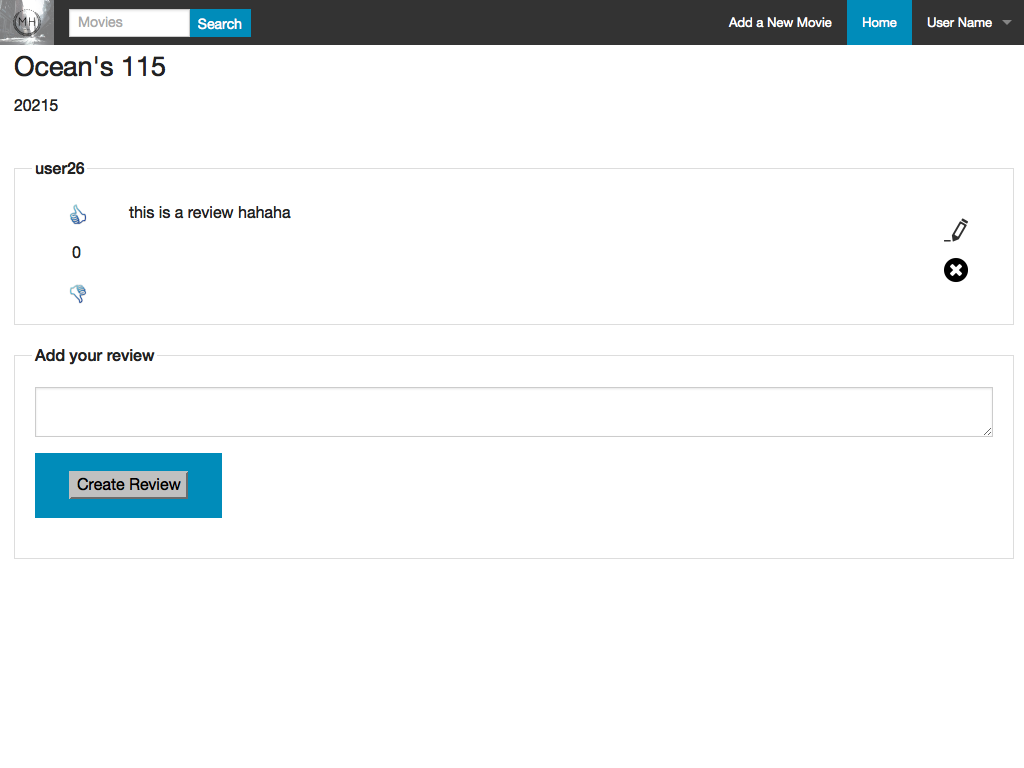 MH
Movies
Search
Add a New Movie
Home
User Name
Ocean's 115
20215
user26
this is a review hahaha
0
Add your review
Create Review